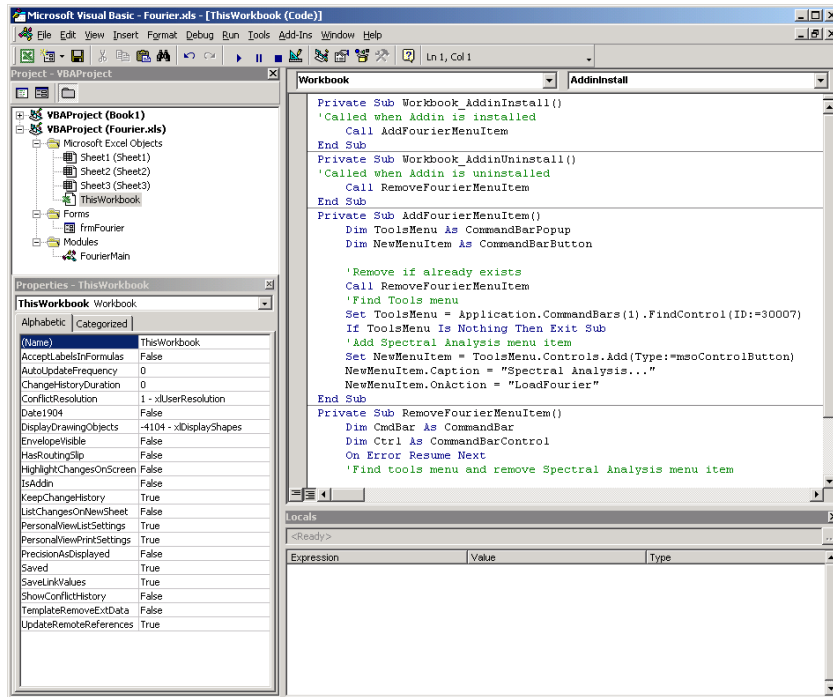 Microsoft Visual Basic - Fourier.xls - [ThisWorkbook (Code)]
File Edit View Insert Format Debug Run Tools Add-Ins Window Help
Ln 1, Col 1
Project - VBAProject
VBAProject (Book1)
VBAProject (Fourier.xls)
Microsoft Excel Objects
Sheet1 (Sheet1)
Sheet2 (Sheet2)
Sheet3 (Sheet3)
ThisWorkbook
Forms
frmFourier
Modules
FourierMain
Properties - ThisWorkbook
ThisWorkbook Workbook
Alphabetic Categorized
(Name) ThisWorkbook
AcceptLabelsInFormulas False
AutoUpdateFrequency 0
ChangeHistoryDuration 0
ConflictResolution 1 - xlUserResolution
Date1904 False
DisplayDrawingObjects -4104 - xlDisplayShapes
EnvelopeVisible False
HasRoutingSlip False
HighlightChangesOnScreen False
IsAddin False
KeepChangeHistory True
ListChangesOnNewSheet False
PersonalViewListSettings True
PersonalViewPrintSettings True
PrecisionAsDisplayed False
Saved True
SaveLinkValues True
ShowConflictHistory False
TemplateRemoveExtData False
UpdateRemoteReferences True
Workbook AddinInstall
Private Sub Workbook_AddinInstall()
'Called when Addin is installed
Call AddFourierMenuItem
End Sub
Private Sub Workbook_AddinUninstall()
'Called when Addin is uninstalled
Call RemoveFourierMenuItem
End Sub
Private Sub AddFourierMenuItem()
Dim ToolsMenu As CommandBarPopup
Dim NewMenuItem As CommandBarButton
'Remove if already exists
Call RemoveFourierMenuItem
'Find Tools menu
Set ToolsMenu = Application.CommandBars(1).FindControl(ID:=30007)
If ToolsMenu Is Nothing Then Exit Sub
'Add Spectral Analysis menu item
Set NewMenuItem = ToolsMenu.Controls.Add(Type:=msoControlButton)
NewMenuItem.Caption = "Spectral Analysis..."
NewMenuItem.OnAction = "LoadFourier"
End Sub
Private Sub RemoveFourierMenuItem()
Dim CmdBar As CommandBar
Dim Ctrl As CommandBarControl
On Error Resume Next
'Find tools menu and remove Spectral Analysis menu item
Locals
<Ready>
Expression Value Type